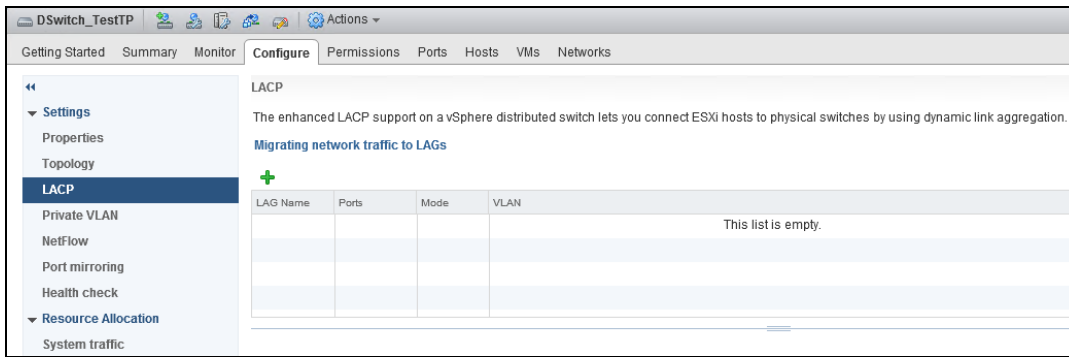 DSwitch_TestTP Actions
Getting Started Summary Monitor Configure Permissions Ports Hosts VMs Networks
Settings
Properties
Topology
LACP
Private VLAN
NetFlow
Port mirroring
Health check
Resource Allocation
System traffic
LACP
The enhanced LACP support on a vSphere distributed switch lets you connect ESXi hosts to physical switches by using dynamic link aggregation.
Migrating network traffic to LAGs
LAG Name Ports Mode VLAN
This list is empty.